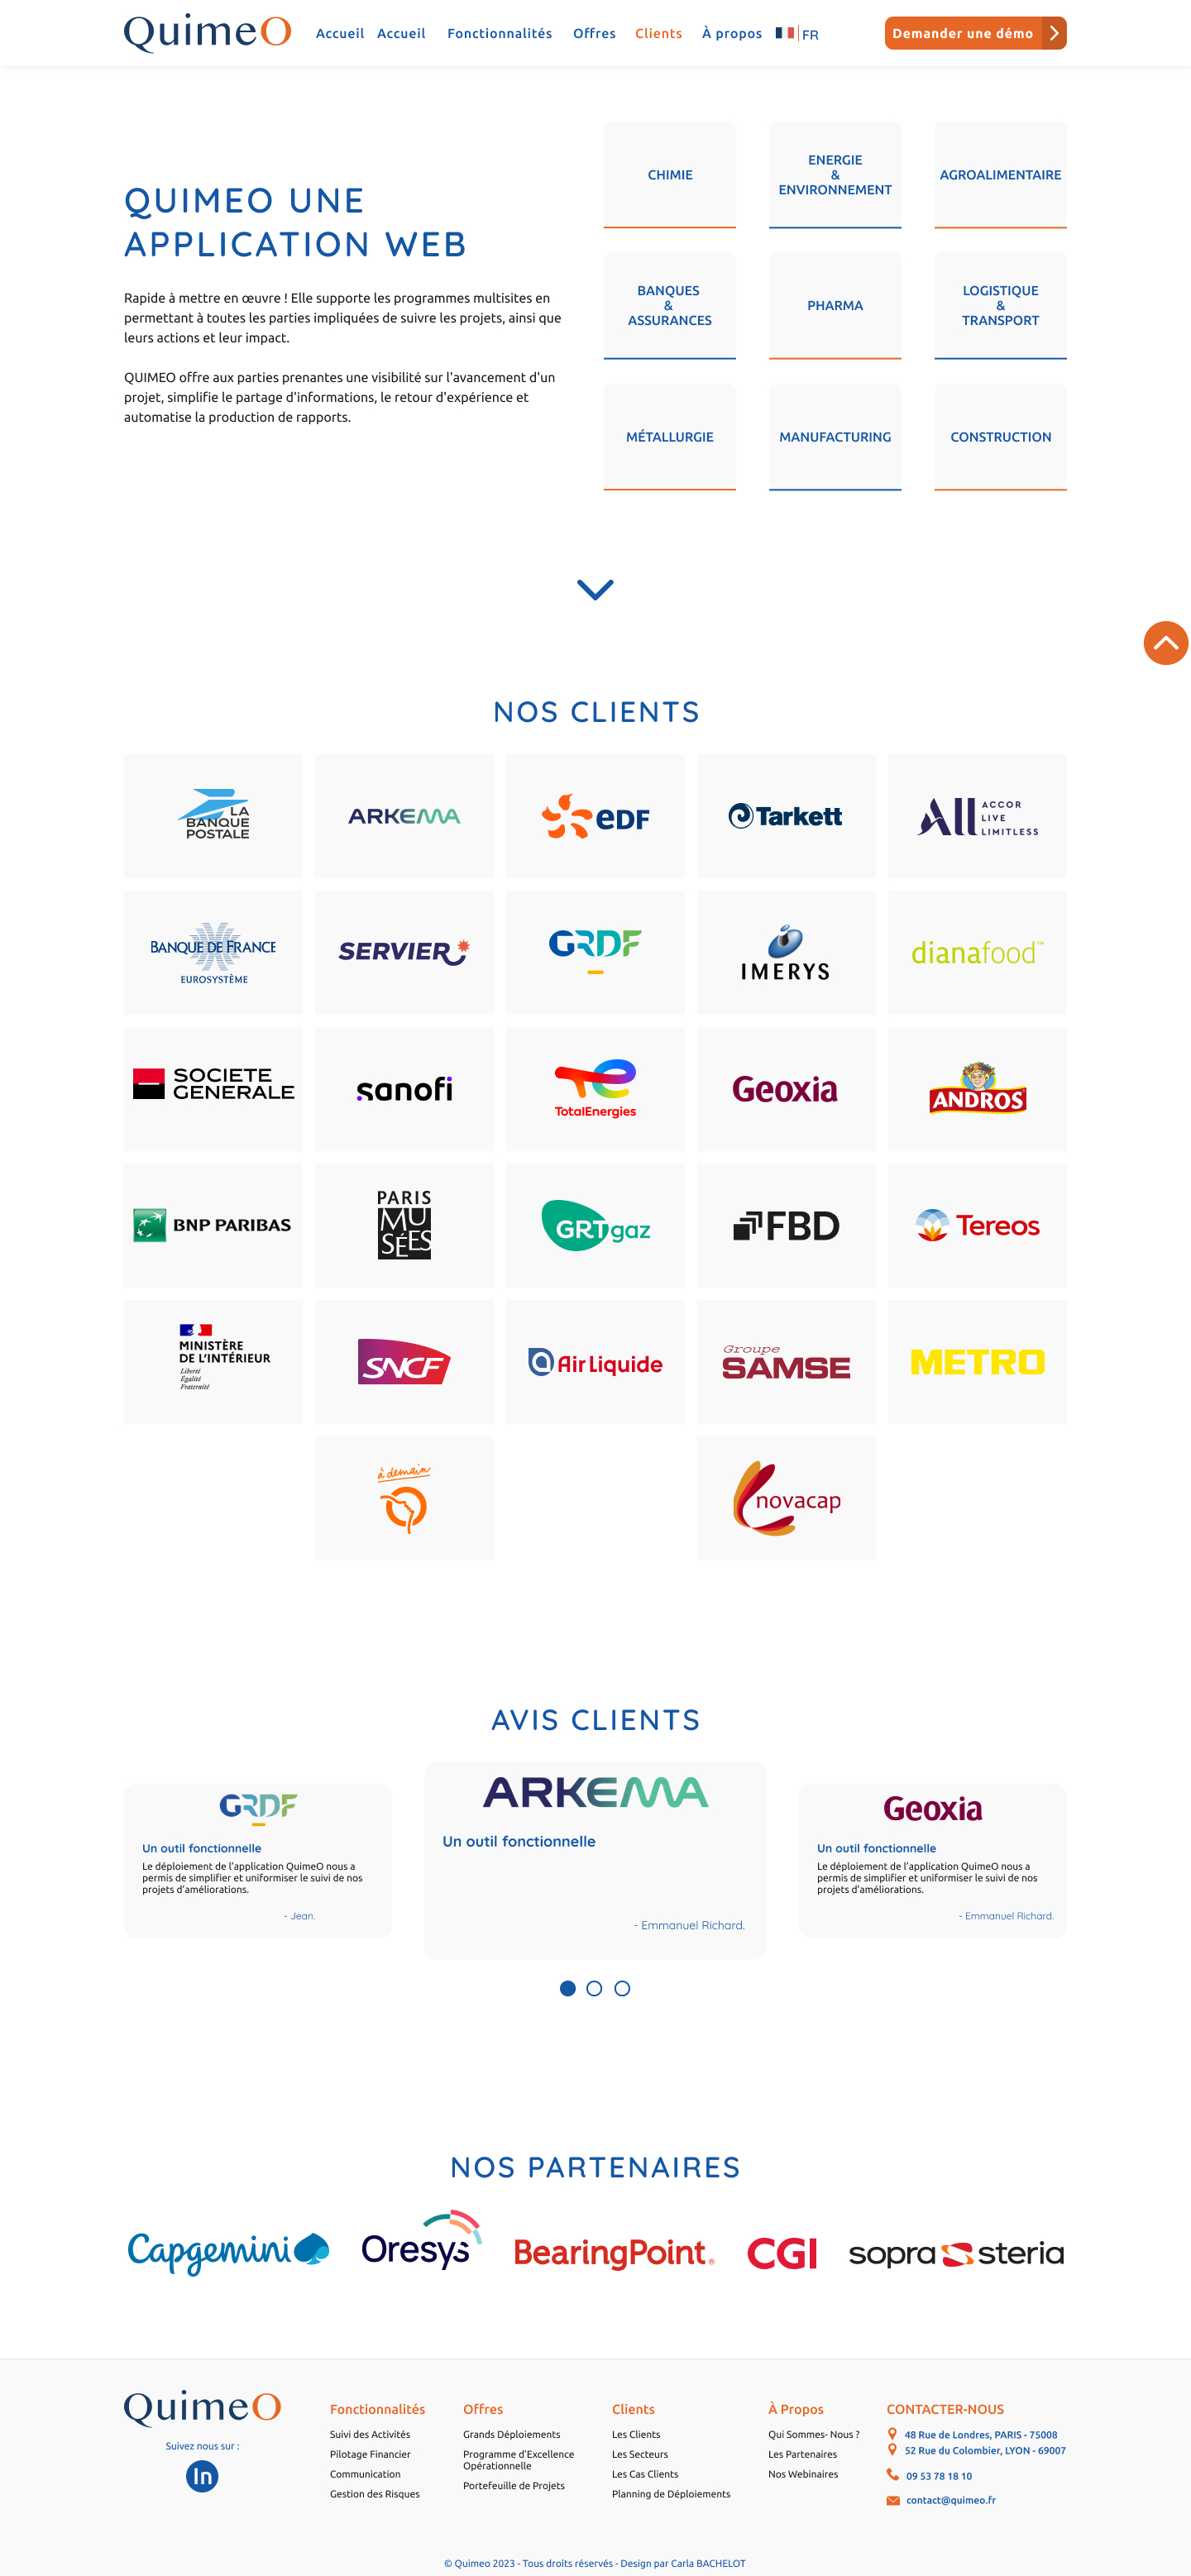 QuimeO
Accueil Accueil Fonctionnalités Offres Clients À propos FR
Demander une démo
QUIMEO UNE
APPLICATION WEB
Rapide à mettre en œuvre ! Elle supporte les programmes multisites en
permettant à toutes les parties impliquées de suivre les projets, ainsi que
leurs actions et leur impact.
QUIMEO offre aux parties prenantes une visibilité sur l'avancement d'un
projet, simplifie le partage d'informations, le retour d'expérience et
automatise la production de rapports.
CHIMIE
ENERGIE
&
ENVIRONNEMENT
AGROALIMENTAIRE
BANQUES
&
ASSURANCES
PHARMA
LOGISTIQUE
&
TRANSPORT
MÉTALLURGIE
MANUFACTURING
CONSTRUCTION
NOS CLIENTS
LA
BANQUE
POSTALE
ARKEMA
eDF
Tarkett
All
ACCOR
LIVE
LIMITLESS
BANQUE DE FRANCE
EUROSYSTÈME
SERVIER
GRDF
IMERYS
dianafood™
SOCIETE
GENERALE
sanofi
TotalEnergies
Geoxia
ANDROS
BNP PARIBAS
PARIS
MU
SÉES
GRTgaz
FBD
Tereos
MINISTÈRE
DE L'INTÉRIEUR
Liberté
Égalité
Fraternité
SNCF
Air Liquide
Groupe
SAMSE
METRO
à demain
novacap
AVIS CLIENTS
GRDF
Un outil fonctionnelle
Le déploiement de l'application QuimeO nous a
permis de simplifier et uniformiser le suivi de nos
projets d'améliorations.
- Jean.
ARKEMA
Un outil fonctionnelle
- Emmanuel Richard.
Geoxia
Un outil fonctionnelle
Le déploiement de l'application QuimeO nous a
permis de simplifier et uniformiser le suivi de nos
projets d'améliorations.
- Emmanuel Richard.
NOS PARTENAIRES
Capgemini
Oresys
BearingPoint®
CGI
sopra steria
QuimeO
Suivez nous sur :
In
Fonctionnalités
Suivi des Activités
Pilotage Financier
Communication
Gestion des Risques
Offres
Grands Déploiements
Programme d'Excellence
Opérationnelle
Portefeuille de Projets
Clients
Les Clients
Les Secteurs
Les Cas Clients
Planning de Déploiements
À Propos
Qui Sommes- Nous ?
Les Partenaires
Nos Webinaires
CONTACTER-NOUS
48 Rue de Londres, PARIS - 75008
52 Rue du Colombier, LYON - 69007
09 53 78 18 10
contact@quimeo.fr
© Quimeo 2023 - Tous droits réservés - Design par Carla BACHELOT